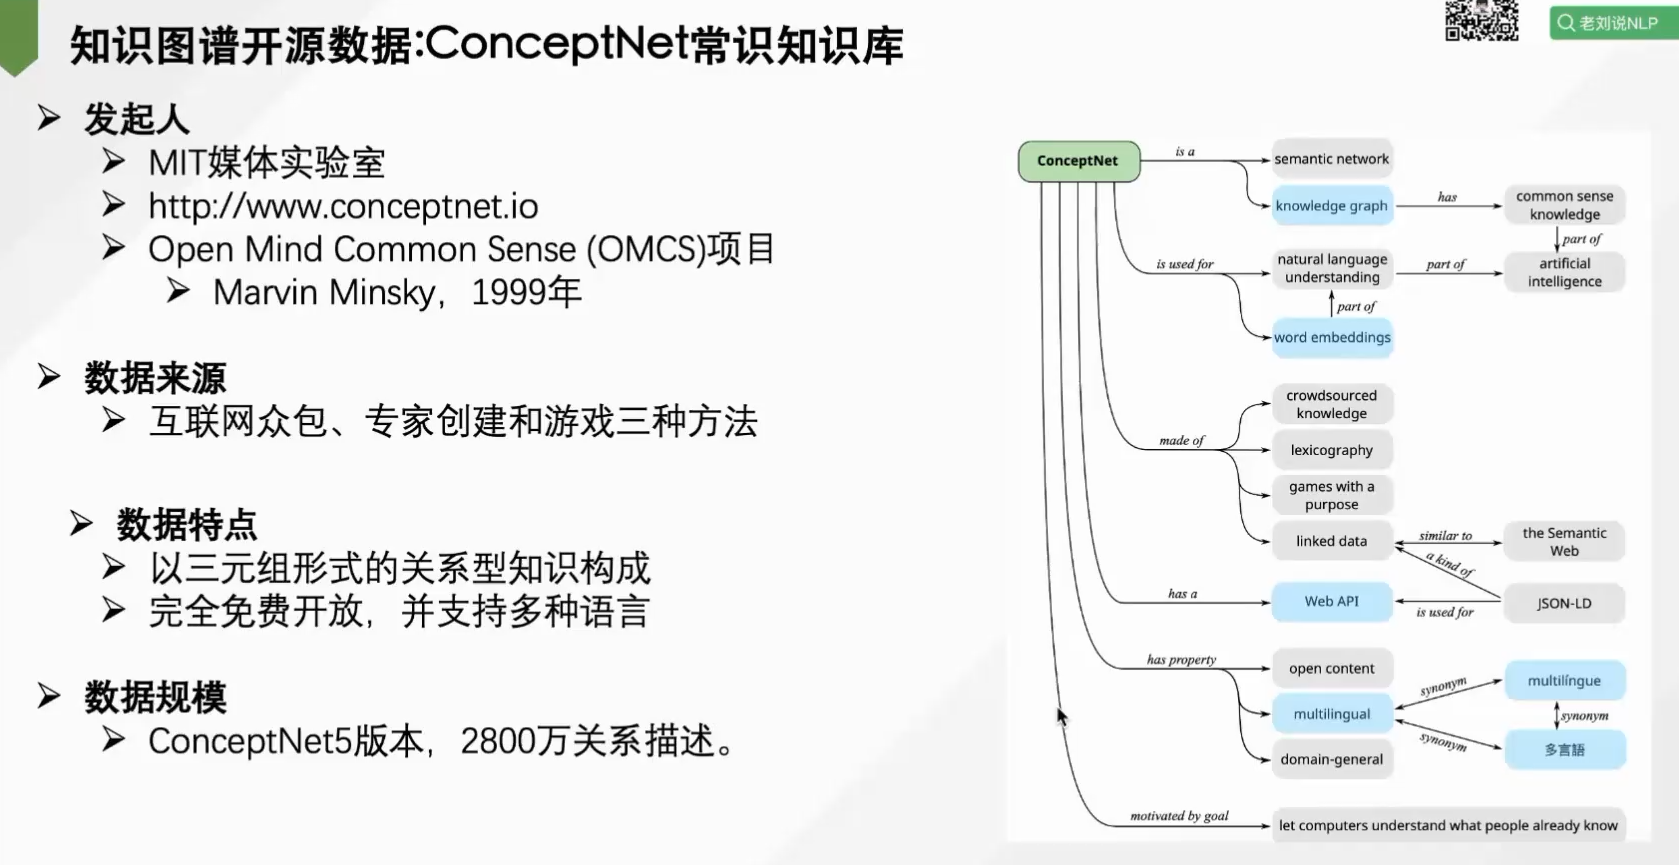 知识图谱开源数据:ConceptNet常识知识库
老刘说NLP
发起人
MIT媒体实验室
http://www.conceptnet.io
Open Mind Common Sense (OMCS)项目
Marvin Minsky，1999年
数据来源
互联网众包、专家创建和游戏三种方法
数据特点
以三元组形式的关系型知识构成
完全免费开放，并支持多种语言
数据规模
ConceptNet5版本，2800万关系描述。
ConceptNet
is a
semantic network
knowledge graph
has
common sense
knowledge
part of
is used for
natural language
understanding
part of
artificial
intelligence
part of
word embeddings
made of
crowdsourced
knowledge
lexicography
games with a
purpose
linked data
similar to
the Semantic
Web
a kind of
has a
Web API
is used for
JSON-LD
has property
open content
multilingual
domain-general
synonym
multilíngue
synonym
synonym
多言語
motivated by goal
let computers understand what people already know